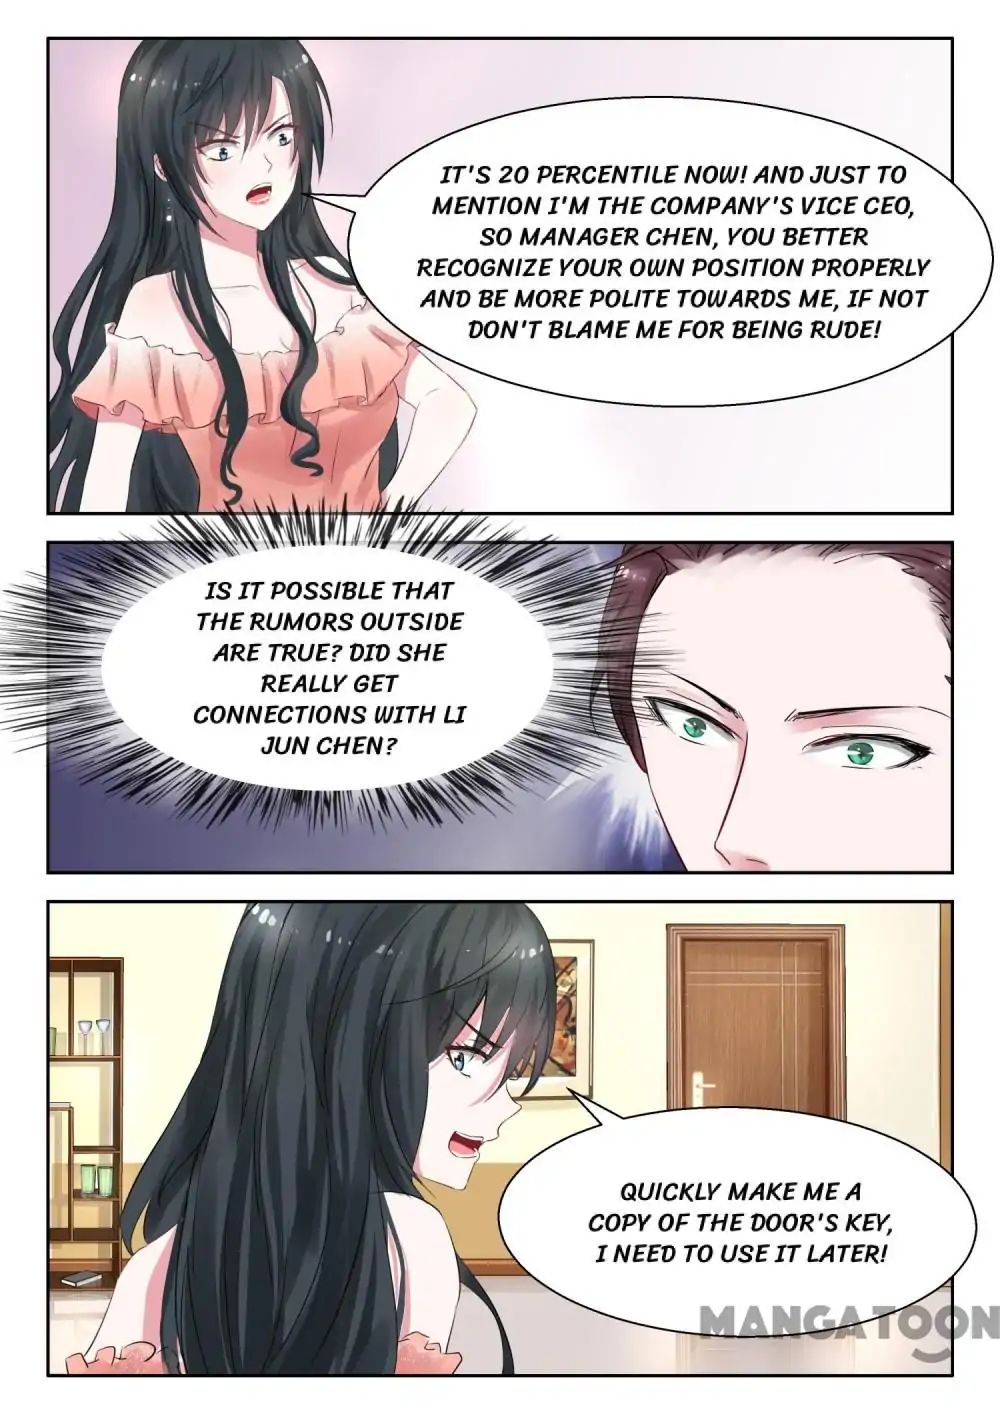 IT'S 20 PERCENTILE NOW! AND JUST TO
MENTION I'M THE COMPANY'S VICE CEO,
SO MANAGER CHEN, YOU BETTER
RECOGNIZE YOUR OWN POSITION PROPERLY
AND BE MORE POLITE TOWARDS ME, IF NOT
DON'T BLAME ME FOR BEING RUDE!
IS IT POSSIBLE THAT
THE RUMORS OUTSIDE
ARE TRUE? DID SHE
REALLY GET
CONNECTIONS WITH LI
JUN CHEN?
QUICKLY MAKE ME A
COPY OF THE DOOR'S KEY,
I NEED TO USE IT LATER!
MANGATOON